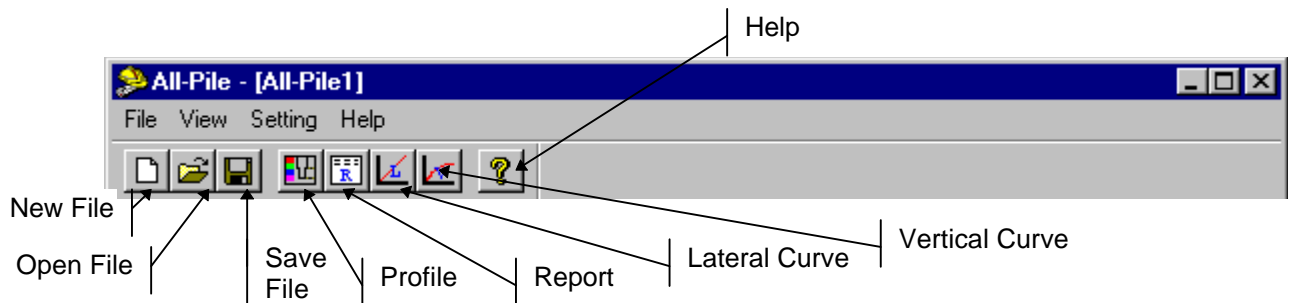 Help
All-Pile - [All-Pile1]
File View Setting Help
R L ?
New File
Open File
Save
File
Profile
Report
Lateral Curve
Vertical Curve